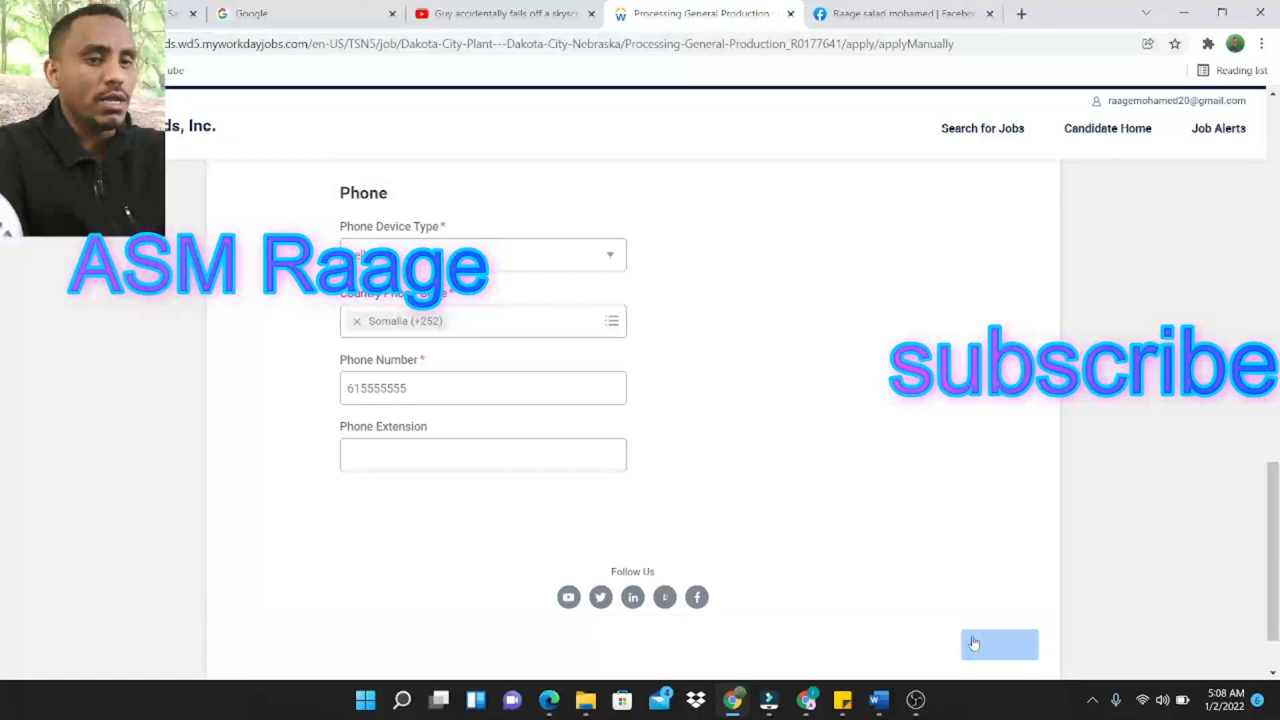 Google
Guy accidentally falls off a skysc
Processing General Production
Raage salad mohamed | Facebo
ds.wd5.myworkdayjobs.com/en-US/TSN5/job/Dakota-City-Plant---Dakota-City-Nebraska/Processing-General-Production_R0177641/apply/applyManually
ube
Reading list
raagemohamed20@gmail.com
ds, Inc.
Search for Jobs
Candidate Home
Job Alerts
Phone
Phone Device Type*
ASM Raage
Somalia (+252)
subscribe
Phone Number*
615555555
Phone Extension
Follow Us
5:08 AM
1/2/2022